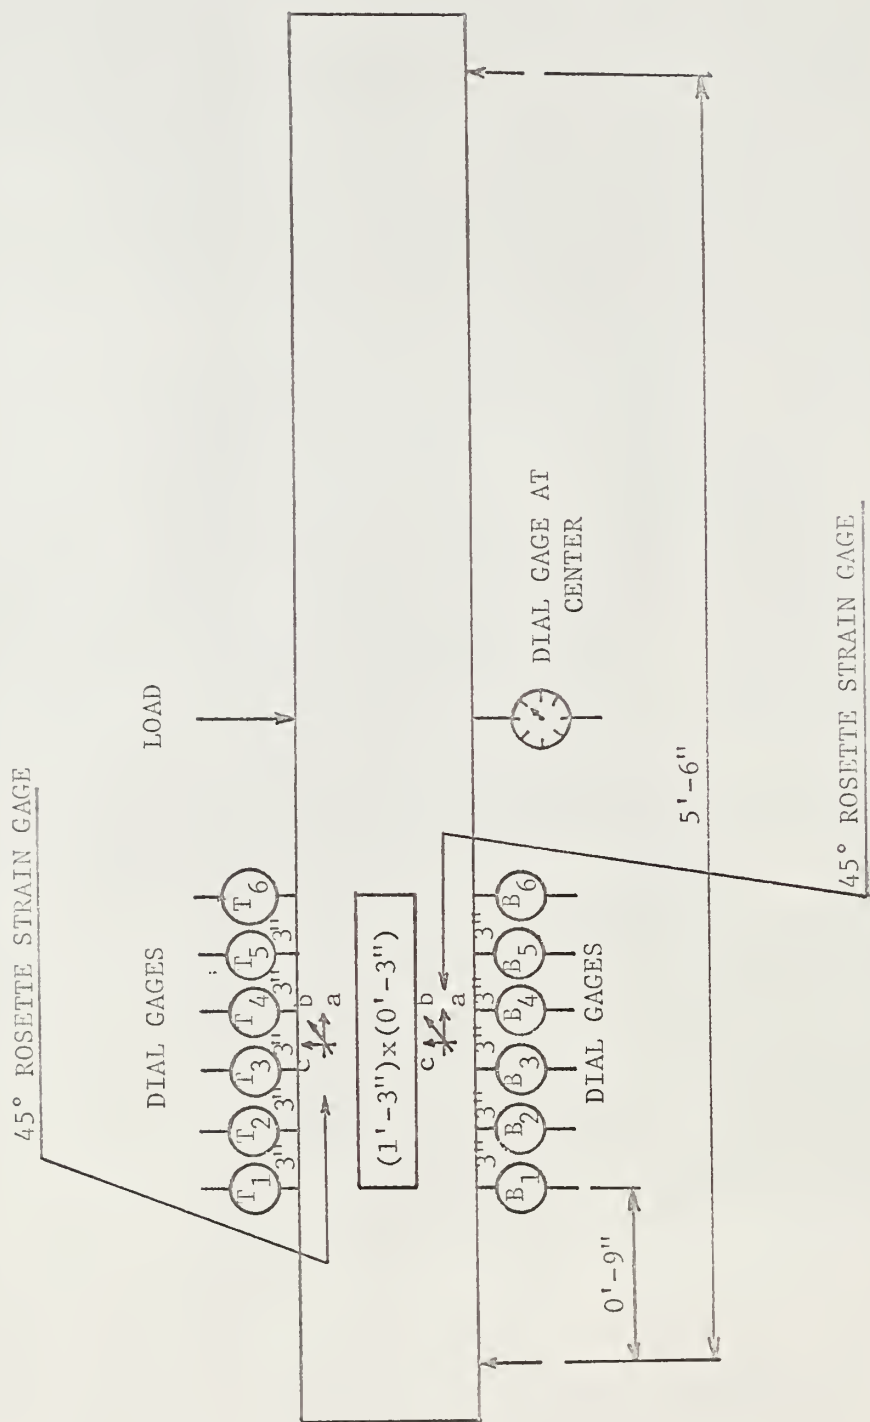 45° ROSETTE STRAIN GAGE
DIAL GAGES
LOAD
T1 T2 T3 T4 T5 T6
3" 3" 3" 3" 3"
c b
a
(1'-3")x(0'-3")
c b
a
3" 3" 3" 3" 3"
B1 B2 B3 B4 B5 B6
DIAL GAGES
DIAL GAGE AT
CENTER
0'-9"
5'-6"
45° ROSETTE STRAIN GAGE